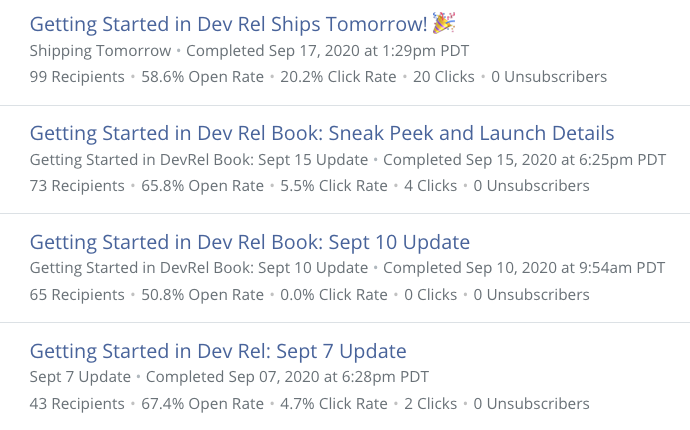 Getting Started in Dev Rel Ships Tomorrow! 🎉
Shipping Tomorrow • Completed Sep 17, 2020 at 1:29pm PDT
99 Recipients • 58.6% Open Rate • 20.2% Click Rate • 20 Clicks • 0 Unsubscribers
Getting Started in Dev Rel Book: Sneak Peek and Launch Details
Getting Started in DevRel Book: Sept 15 Update • Completed Sep 15, 2020 at 6:25pm PDT
73 Recipients • 65.8% Open Rate • 5.5% Click Rate • 4 Clicks • 0 Unsubscribers
Getting Started in Dev Rel Book: Sept 10 Update
Getting Started in DevRel Book: Sept 10 Update • Completed Sep 10, 2020 at 9:54am PDT
65 Recipients • 50.8% Open Rate • 0.0% Click Rate • 0 Clicks • 0 Unsubscribers
Getting Started in Dev Rel: Sept 7 Update
Sept 7 Update • Completed Sep 07, 2020 at 6:28pm PDT
43 Recipients • 67.4% Open Rate • 4.7% Click Rate • 2 Clicks • 0 Unsubscribers